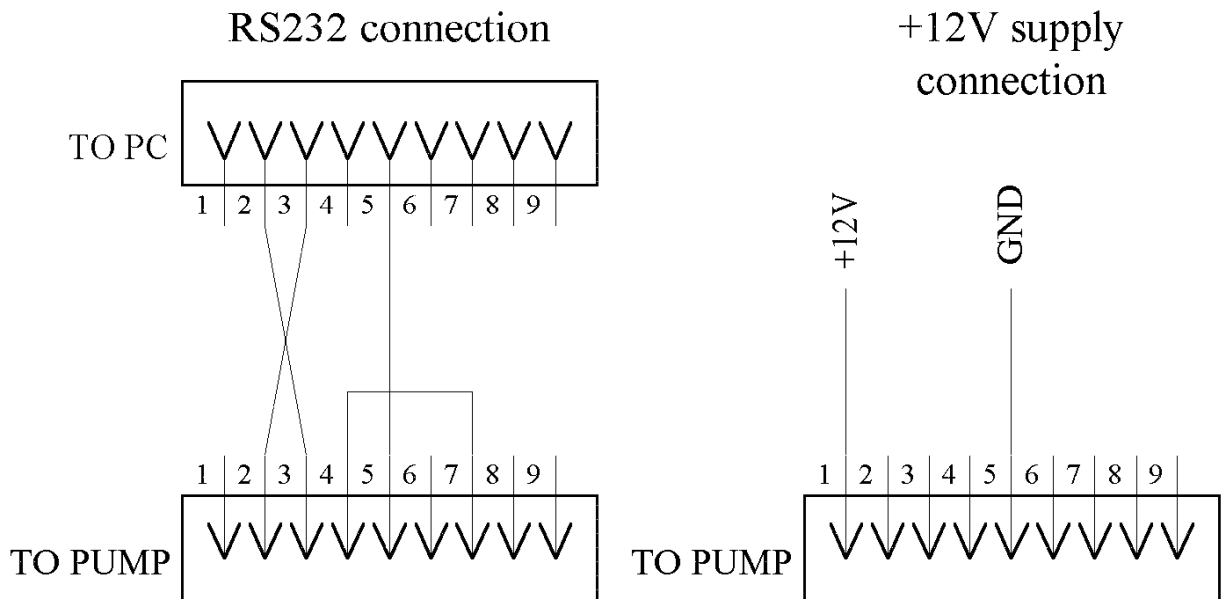 RS232 connection
+12V supply
connection
TO PC
1 2 3 4 5 6 7 8 9
+12V
GND
1 2 3 4 5 6 7 8 9
TO PUMP
1 2 3 4 5 6 7 8 9
TO PUMP